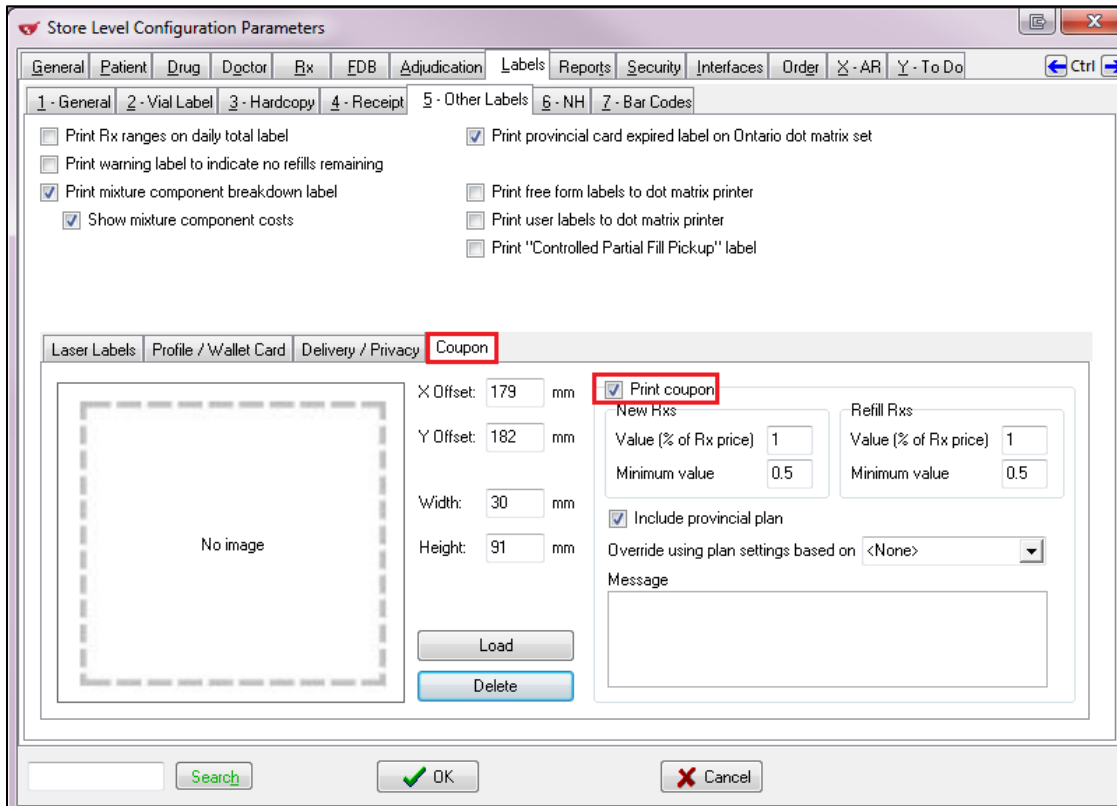 Store Level Configuration Parameters
General Patient Drug Doctor Rx FDB Adjudication Labels Reports Security Interfaces Order X - AR Y - To Do Ctrl
1 - General 2 - Vial Label 3 - Hardcopy 4 - Receipt 5 - Other Labels 6 - NH 7 - Bar Codes
Print Rx ranges on daily total label
Print provincial card expired label on Ontario dot matrix set
Print warning label to indicate no refills remaining
Print mixture component breakdown label
Print free form labels to dot matrix printer
Show mixture component costs
Print user labels to dot matrix printer
Print "Controlled Partial Fill Pickup" label
Laser Labels Profile / Wallet Card Delivery / Privacy Coupon
No image
X Offset: 179 mm
Y Offset: 182 mm
Width: 30 mm
Height: 91 mm
Load
Delete
Print coupon
New Rxs
Value (% of Rx price) 1
Minimum value 0.5
Refill Rxs
Value (% of Rx price) 1
Minimum value 0.5
Include provincial plan
Override using plan settings based on <None>
Message
Search OK Cancel